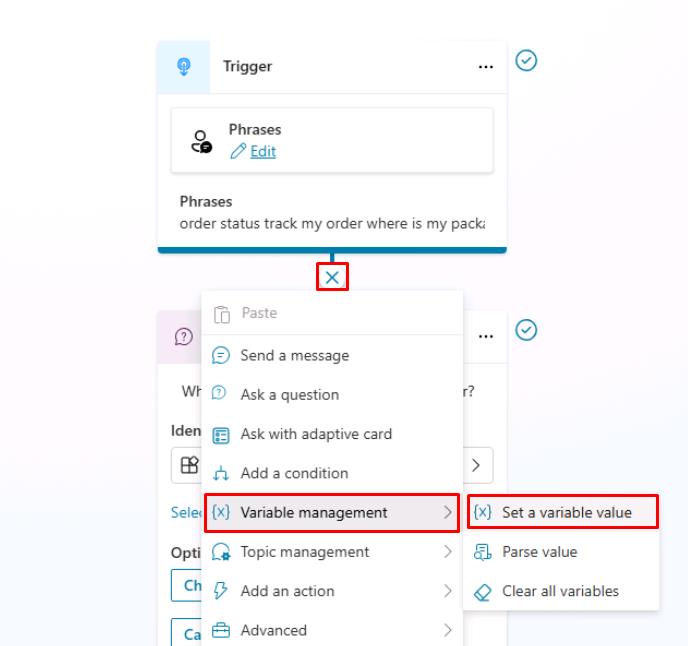 Trigger
Phrases
Edit
Phrases
order status track my order where is my packa
Paste
Send a message
Wh
r?
Ask a question
Iden
Ask with adaptive card
Add a condition
Selec
{x} Variable management
{x} Set a variable value
Opti
Topic management
Parse value
Ch
Add an action
Clear all variables
Ca
Advanced